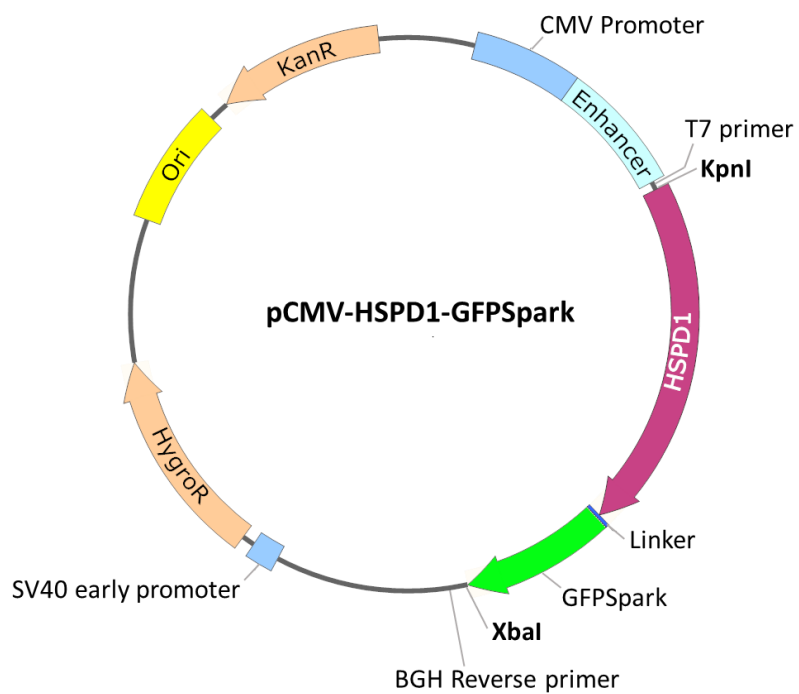 CMV Promoter
KanR
Enhancer
T7 primer
KpnI
Ori
pCMV-HSPD1-GFPSpark
HSPD1
HygroR
Linker
SV40 early promoter
GFPSpark
XbaI
BGH Reverse primer